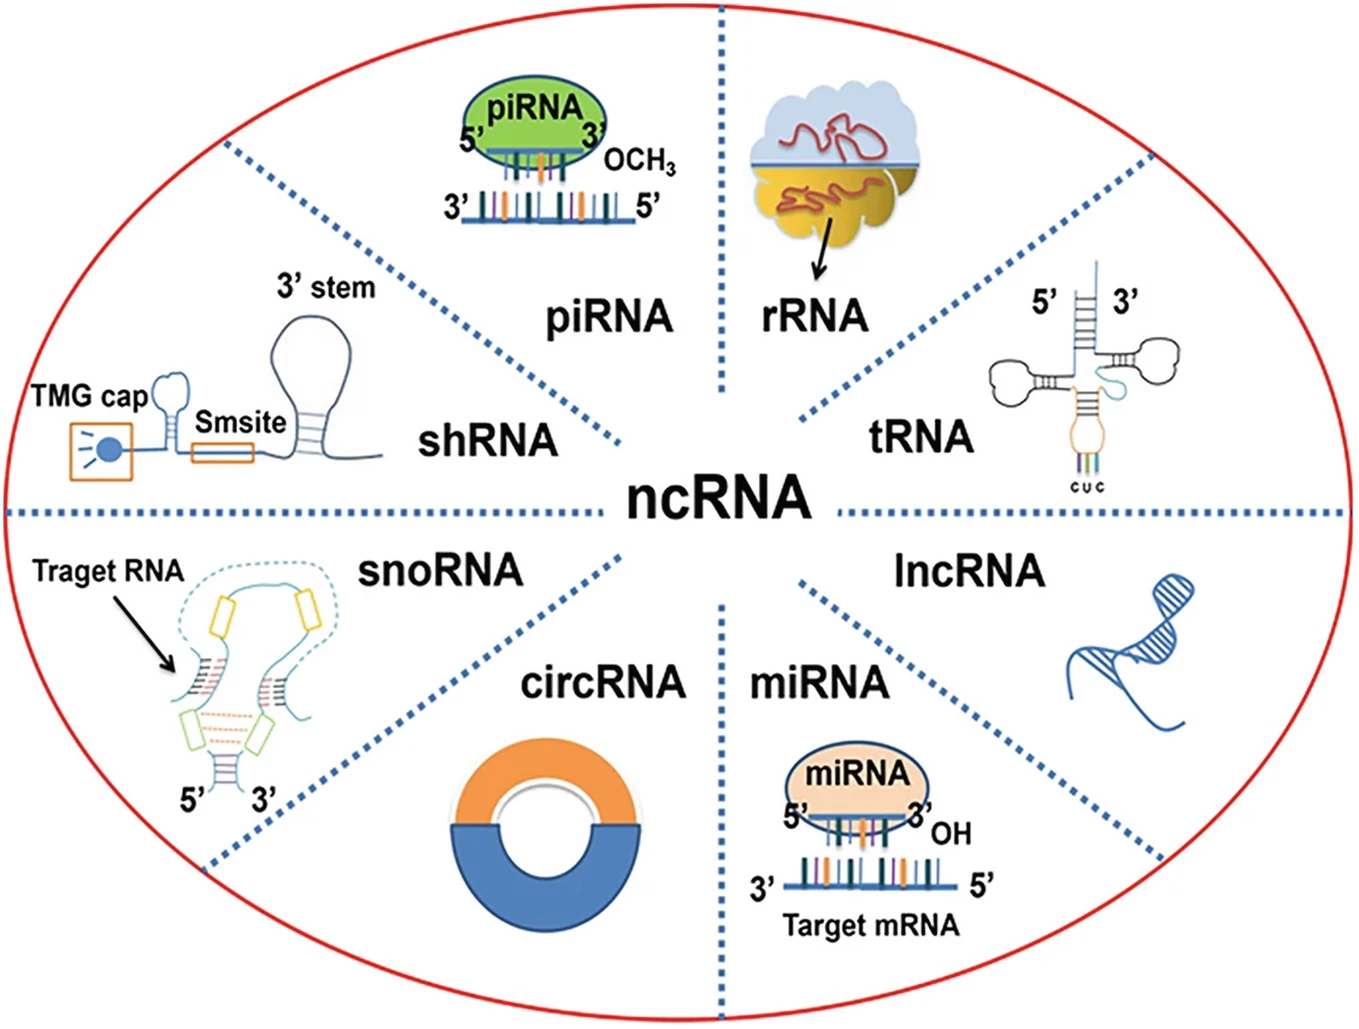 piRNA
5’ 3’
OCH3
3’ 5’
piRNA
rRNA
3’ stem
TMG cap
Smsite
shRNA
5’ 3’
tRNA
CUC
ncRNA
Traget RNA
snoRNA
5’ 3’
lncRNA
circRNA
miRNA
miRNA
5’ 3’
OH
3’ 5’
Target mRNA